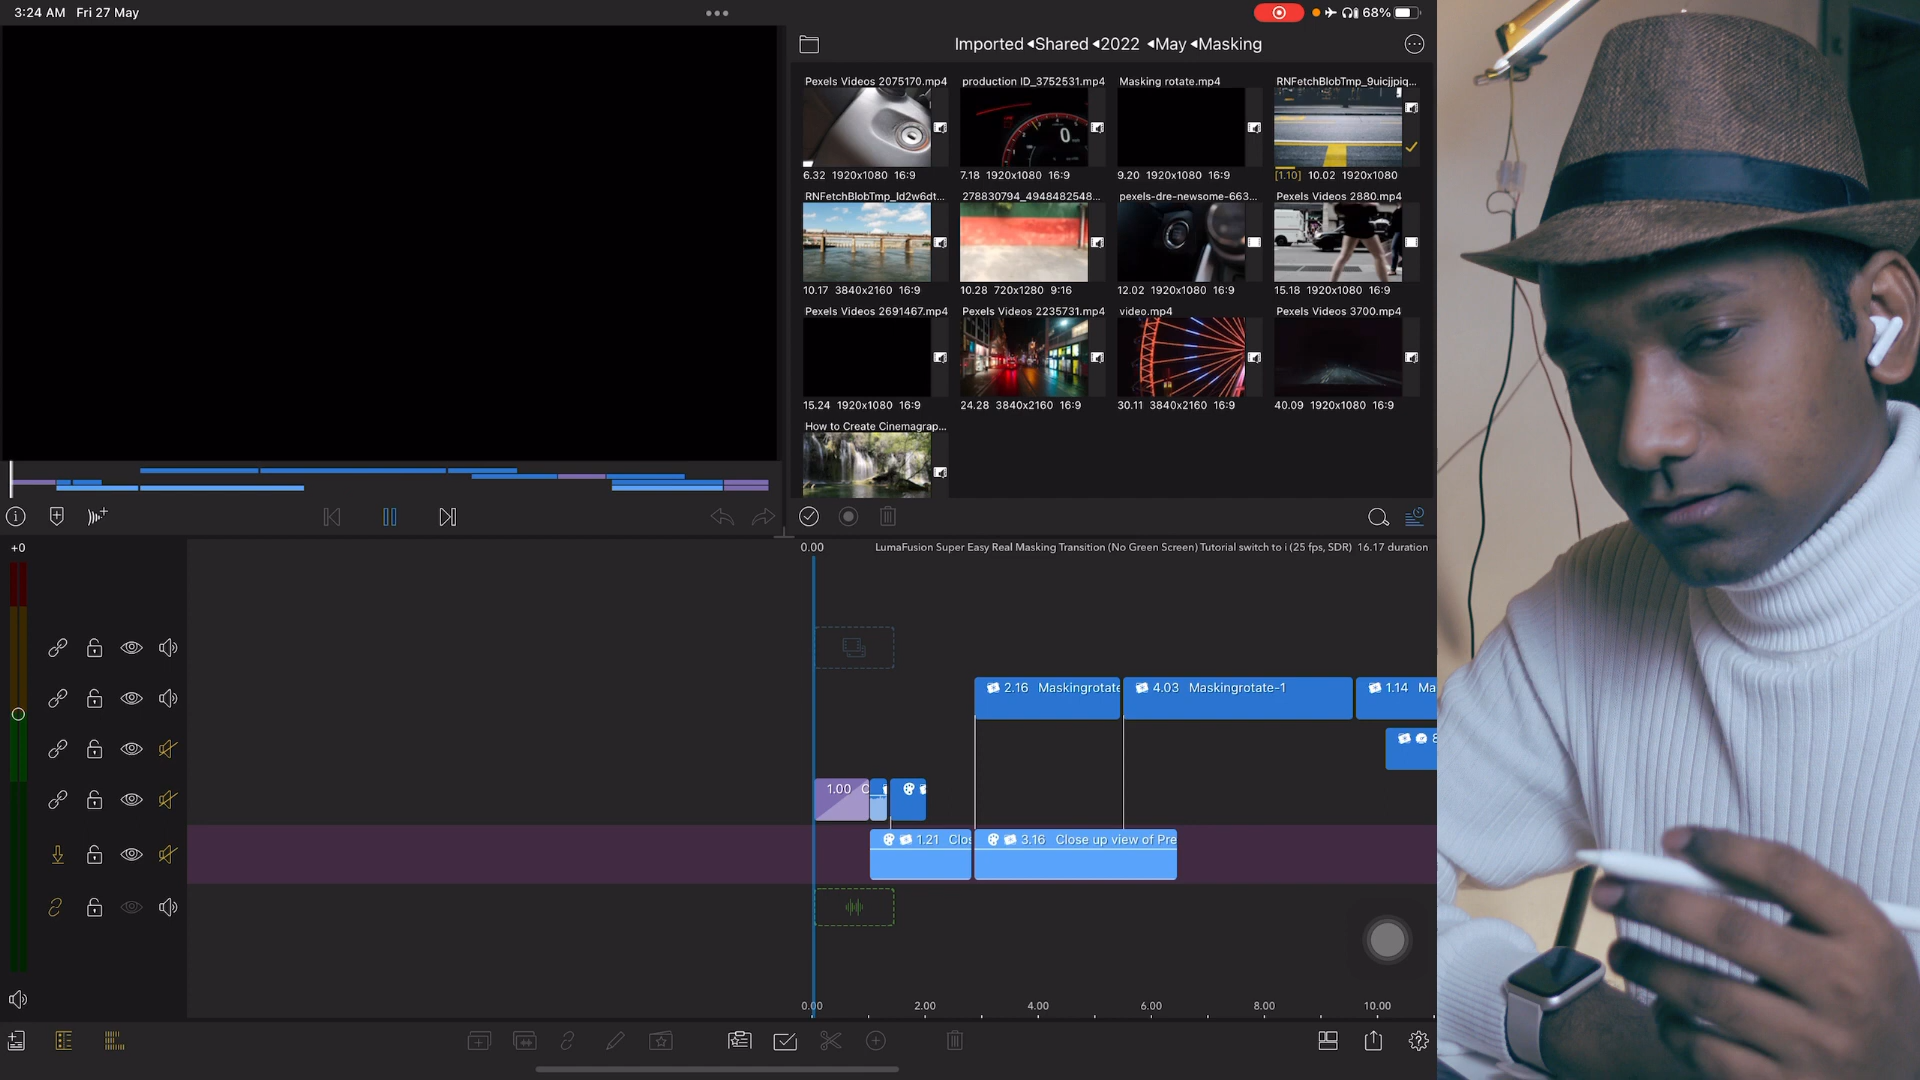 3:24 AM Fri 27 May
68%
Imported ◂Shared ◂2022 ◂May ◂Masking
Pexels Videos 2075170.mp4
production ID_3752531.mp4
Masking rotate.mp4
RNFetchBlobTmp_9uicjjpiq...
6.32 1920x1080 16:9
7.18 1920x1080 16:9
9.20 1920x1080 16:9
[1.10] 10.02 1920x1080
RNFetchBlobTmp_Id2w6dt...
278830794_4948482548...
pexels-dre-newsome-663...
Pexels Videos 2880.mp4
10.17 3840x2160 16:9
10.28 720x1280 9:16
12.02 1920x1080 16:9
15.18 1920x1080 16:9
Pexels Videos 2691467.mp4
Pexels Videos 2235731.mp4
video.mp4
Pexels Videos 3700.mp4
15.24 1920x1080 16:9
24.28 3840x2160 16:9
30.11 3840x2160 16:9
40.09 1920x1080 16:9
How to Create Cinemagrap...
+0
0.00
LumaFusion Super Easy Real Masking Transition (No Green Screen) Tutorial switch to i (25 fps, SDR) 16.17 duration
2.16 Maskingrotate
4.03 Maskingrotate-1
1.14 Ma
8
1.00 C
1.21 Clos
3.16 Close up view of Pre
0.00
2.00
4.00
6.00
8.00
10.00